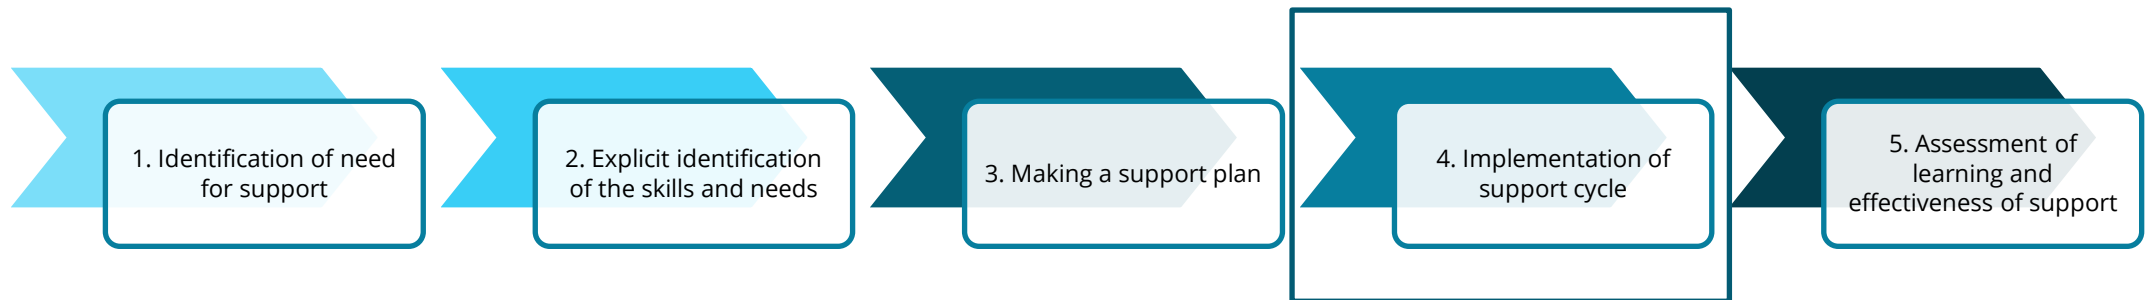 1. Identification of need
for support
2. Explicit identification
of the skills and needs
3. Making a support plan
4. Implementation of
support cycle
5. Assessment of
learning and
effectiveness of support